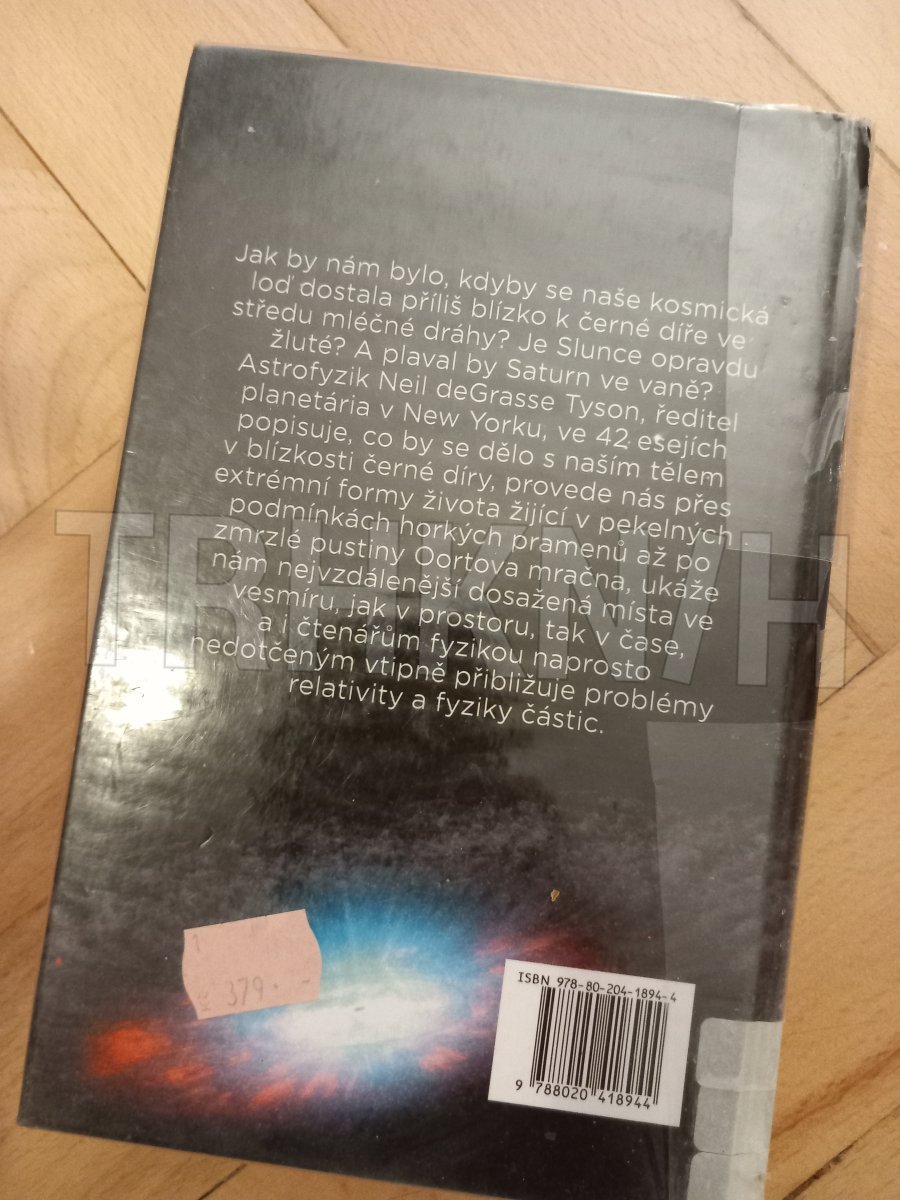 Jak by nám bylo, kdyby se naše kosmická
loď dostala příliš blízko k černé díře ve
středu mléčné dráhy? Je Slunce opravdu
žluté? A plaval by Saturn ve vaně?
Astrofyzik Neil deGrasse Tyson, ředitel
planetária v New Yorku, ve 42 esejích
popisuje, co by se dělo s naším tělem
v blízkosti černé díry, provede nás přes
extrémní formy života žijící v pekelných
podmínkách horkých pramenů až po
zmrzlé pustiny Oortova mračna, ukáže
nám nejvzdálenější dosažená místa ve
vesmíru, jak v prostoru, tak v čase,
a i čtenářům fyzikou naprosto
nedotčeným vtipně přibližuje problémy
relativity a fyziky částic.
TRHKNIH
379.-
ISBN 978-80-204-1894-4
9 788020 418944